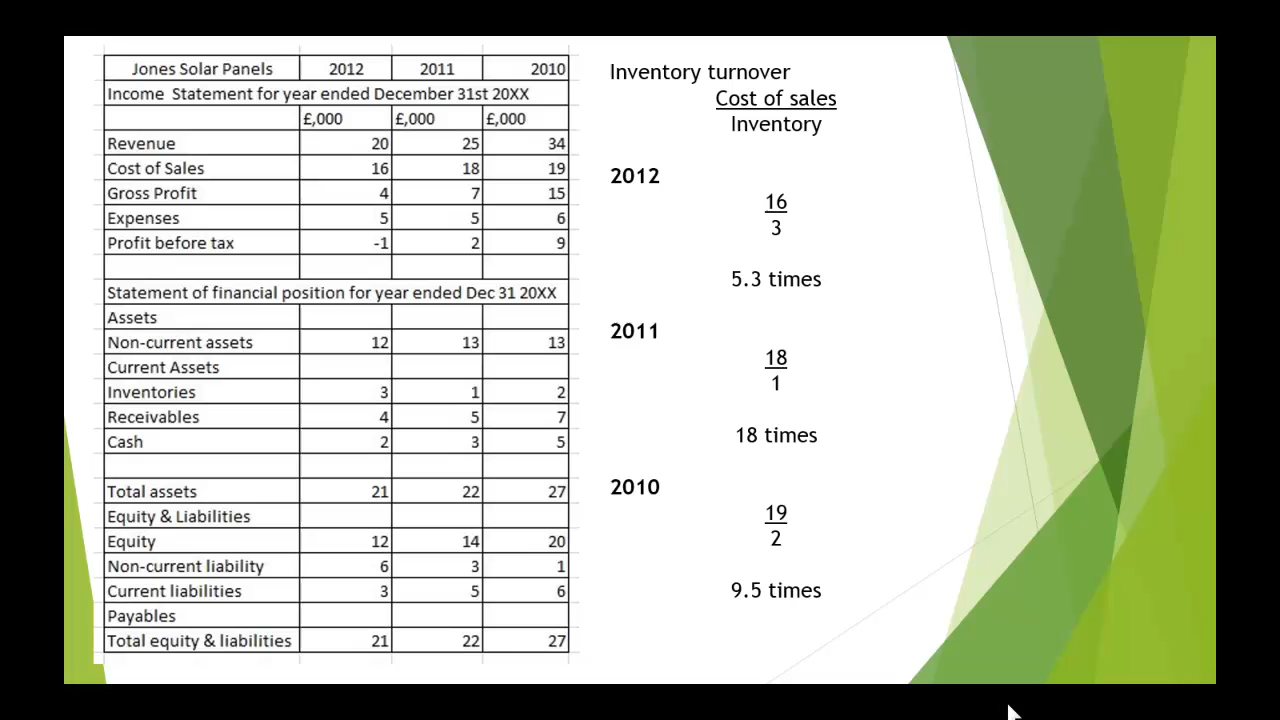 Jones Solar Panels 2012 2011 2010
Income Statement for year ended December 31st 20XX
£,000 £,000 £,000
Revenue 20 25 34
Cost of Sales 16 18 19
Gross Profit 4 7 15
Expenses 5 5 6
Profit before tax -1 2 9
Statement of financial position for year ended Dec 31 20XX
Assets
Non-current assets 12 13 13
Current Assets
Inventories 3 1 2
Receivables 4 5 7
Cash 2 3 5
Total assets 21 22 27
Equity & Liabilities
Equity 12 14 20
Non-current liability 6 3 1
Current liabilities 3 5 6
Payables
Total equity & liabilities 21 22 27
Inventory turnover
Cost of sales
Inventory
2012
16
3
5.3 times
2011
18
1
18 times
2010
19
2
9.5 times